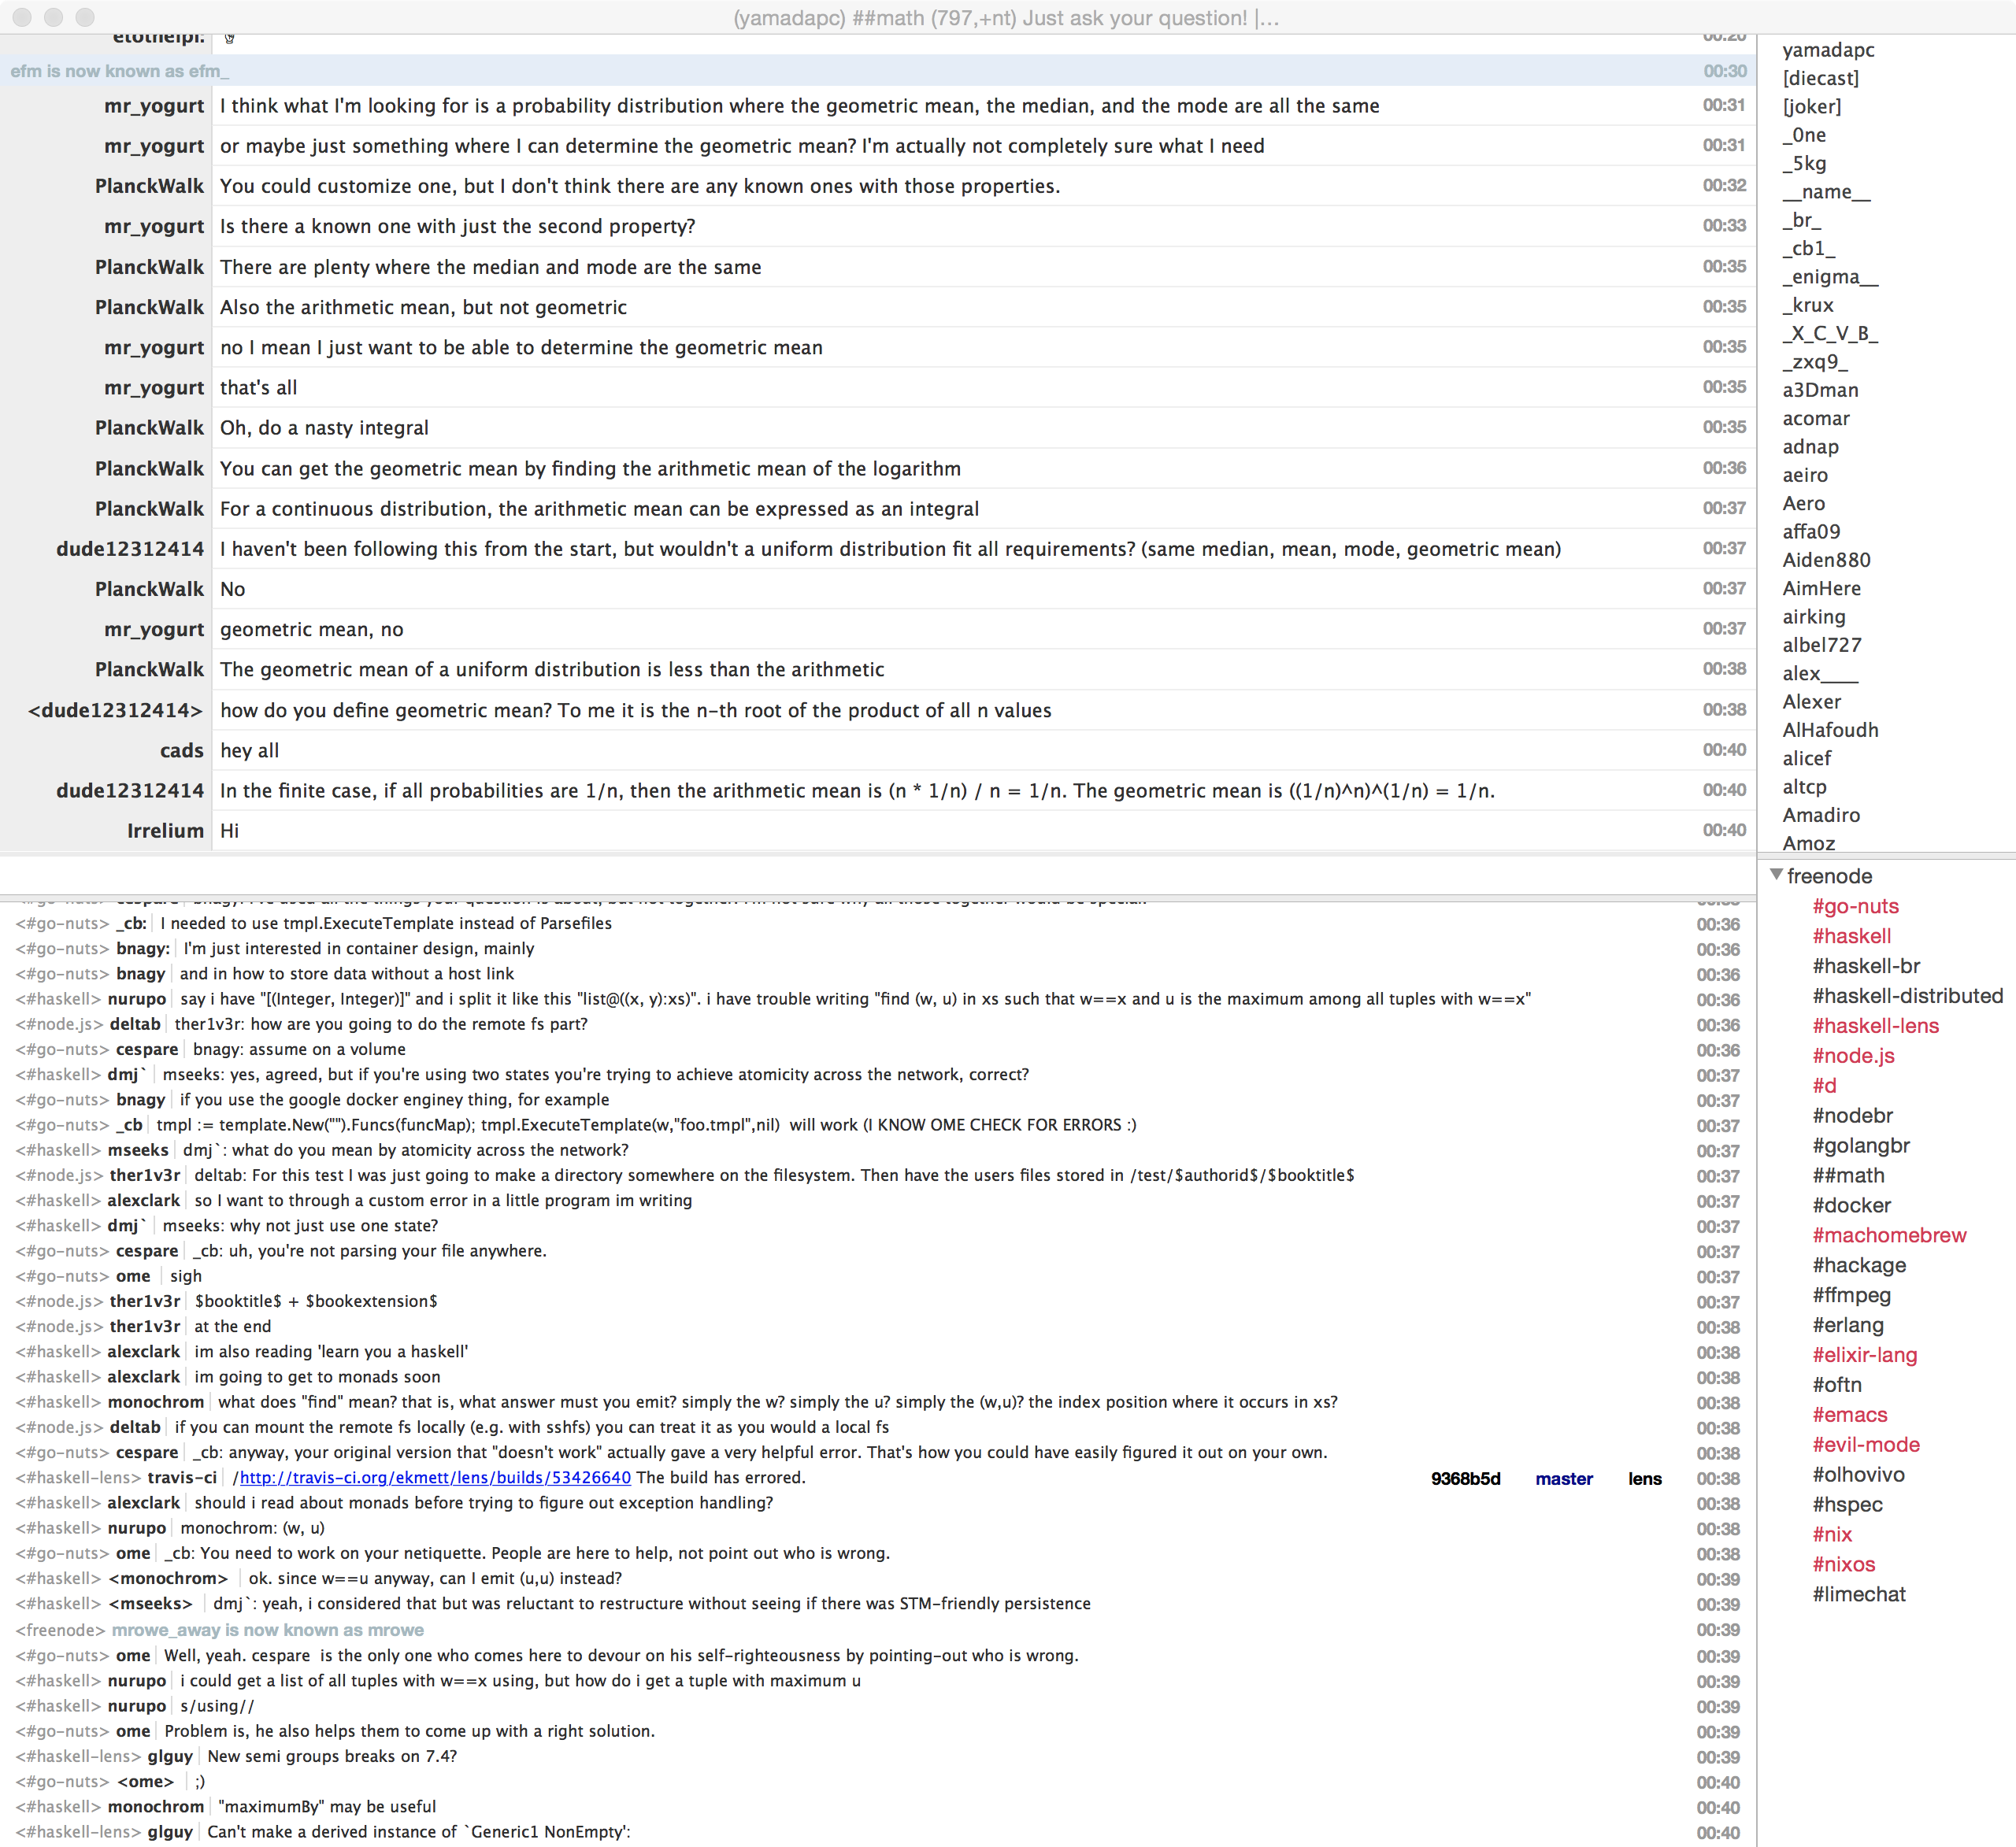 (yamadapc) ##math (797,+nt) Just ask your question! |...
etothelpi:
efm is now known as efm_ 00:30
mr_yogurt I think what I'm looking for is a probability distribution where the geometric mean, the median, and the mode are all the same 00:31
mr_yogurt or maybe just something where I can determine the geometric mean? I'm actually not completely sure what I need 00:31
PlanckWalk You could customize one, but I don't think there are any known ones with those properties. 00:32
mr_yogurt Is there a known one with just the second property? 00:33
PlanckWalk There are plenty where the median and mode are the same 00:35
PlanckWalk Also the arithmetic mean, but not geometric 00:35
mr_yogurt no I mean I just want to be able to determine the geometric mean 00:35
mr_yogurt that's all 00:35
PlanckWalk Oh, do a nasty integral 00:35
PlanckWalk You can get the geometric mean by finding the arithmetic mean of the logarithm 00:36
PlanckWalk For a continuous distribution, the arithmetic mean can be expressed as an integral 00:37
dude12312414 I haven't been following this from the start, but wouldn't a uniform distribution fit all requirements? (same median, mean, mode, geometric mean) 00:37
PlanckWalk No 00:37
mr_yogurt geometric mean, no 00:37
PlanckWalk The geometric mean of a uniform distribution is less than the arithmetic 00:38
<dude12312414> how do you define geometric mean? To me it is the n-th root of the product of all n values 00:38
cads hey all 00:40
dude12312414 In the finite case, if all probabilities are 1/n, then the arithmetic mean is (n * 1/n) / n = 1/n. The geometric mean is ((1/n)^n)^(1/n) = 1/n. 00:40
Irrelium Hi 00:40
yamadapc
[diecast]
[joker]
_0ne
_5kg
__name__
_br_
_cb1_
_enigma__
_krux
_X_C_V_B_
_zxq9_
a3Dman
acomar
adnap
aeiro
Aero
affa09
Aiden880
AimHere
airking
albel727
alex____
Alexer
AlHafoudh
alicef
altcp
Amadiro
Amoz
<#go-nuts> cespare bnagy: I've used all the things your question is about, but not together. I'm not sure why all those together would be special.
<#go-nuts> _cb: I needed to use tmpl.ExecuteTemplate instead of Parsefiles 00:36
<#go-nuts> bnagy: I'm just interested in container design, mainly 00:36
<#go-nuts> bnagy and in how to store data without a host link 00:36
<#haskell> nurupo say i have "[(Integer, Integer)]" and i split it like this "list@((x, y):xs)". i have trouble writing "find (w, u) in xs such that w==x and u is the maximum among all tuples with w==x" 00:36
<#node.js> deltab ther1v3r: how are you going to do the remote fs part? 00:36
<#go-nuts> cespare bnagy: assume on a volume 00:36
<#haskell> dmj` mseeks: yes, agreed, but if you're using two states you're trying to achieve atomicity across the network, correct? 00:37
<#go-nuts> bnagy if you use the google docker enginey thing, for example 00:37
<#go-nuts> _cb tmpl := template.New("").Funcs(funcMap); tmpl.ExecuteTemplate(w,"foo.tmpl",nil) will work (I KNOW OME CHECK FOR ERRORS :) 00:37
<#haskell> mseeks dmj`: what do you mean by atomicity across the network? 00:37
<#node.js> ther1v3r deltab: For this test I was just going to make a directory somewhere on the filesystem. Then have the users files stored in /test/$authorid$/$booktitle$ 00:37
<#haskell> alexclark so I want to through a custom error in a little program im writing 00:37
<#haskell> dmj` mseeks: why not just use one state? 00:37
<#go-nuts> cespare _cb: uh, you're not parsing your file anywhere. 00:37
<#go-nuts> ome sigh 00:37
<#node.js> ther1v3r $booktitle$ + $bookextension$ 00:37
<#node.js> ther1v3r at the end 00:38
<#haskell> alexclark im also reading 'learn you a haskell' 00:38
<#haskell> alexclark im going to get to monads soon 00:38
<#haskell> monochrom what does "find" mean? that is, what answer must you emit? simply the w? simply the u? simply the (w,u)? the index position where it occurs in xs? 00:38
<#node.js> deltab if you can mount the remote fs locally (e.g. with sshfs) you can treat it as you would a local fs 00:38
<#go-nuts> cespare _cb: anyway, your original version that "doesn't work" actually gave a very helpful error. That's how you could have easily figured it out on your own. 00:38
<#haskell-lens> travis-ci /http://travis-ci.org/ekmett/lens/builds/53426640 The build has errored. 9368b5d master lens 00:38
<#haskell> alexclark should i read about monads before trying to figure out exception handling? 00:38
<#haskell> nurupo monochrom: (w, u) 00:38
<#go-nuts> ome _cb: You need to work on your netiquette. People are here to help, not point out who is wrong. 00:38
<#haskell> <monochrom> ok. since w==u anyway, can I emit (u,u) instead? 00:39
<#haskell> <mseeks> dmj`: yeah, i considered that but was reluctant to restructure without seeing if there was STM-friendly persistence 00:39
<freenode> mrowe_away is now known as mrowe 00:39
<#go-nuts> ome Well, yeah. cespare is the only one who comes here to devour on his self-righteousness by pointing-out who is wrong. 00:39
<#haskell> nurupo i could get a list of all tuples with w==x using, but how do i get a tuple with maximum u 00:39
<#haskell> nurupo s/using// 00:39
<#go-nuts> ome Problem is, he also helps them to come up with a right solution. 00:39
<#haskell-lens> glguy New semi groups breaks on 7.4? 00:39
<#go-nuts> <ome> ;) 00:40
<#haskell> monochrom "maximumBy" may be useful 00:40
<#haskell-lens> glguy Can't make a derived instance of `Generic1 NonEmpty': 00:40
freenode
#go-nuts
#haskell
#haskell-br
#haskell-distributed
#haskell-lens
#node.js
#d
#nodebr
#golangbr
##math
#docker
#machomebrew
#hackage
#ffmpeg
#erlang
#elixir-lang
#oftn
#emacs
#evil-mode
#olhovivo
#hspec
#nix
#nixos
#limechat